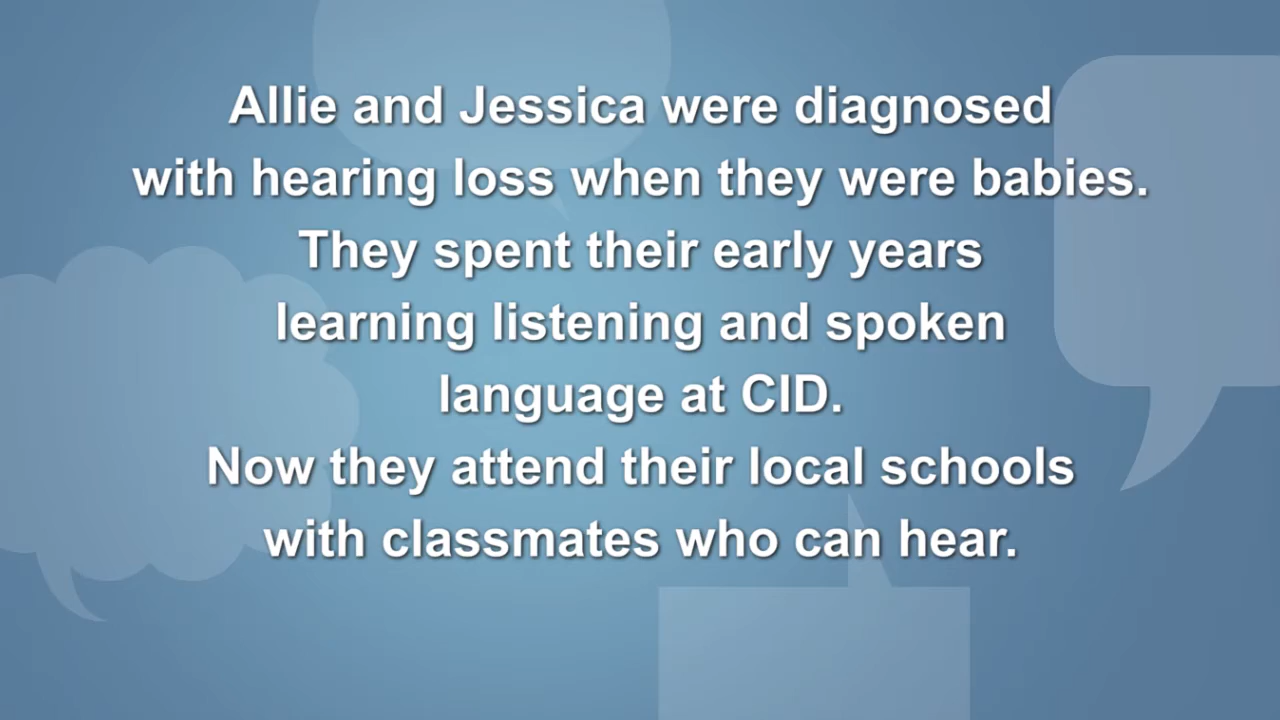 Allie and Jessica were diagnosed
with hearing loss when they were babies.
They spent their early years
learning listening and spoken
language at CID.
Now they attend their local schools
with classmates who can hear.